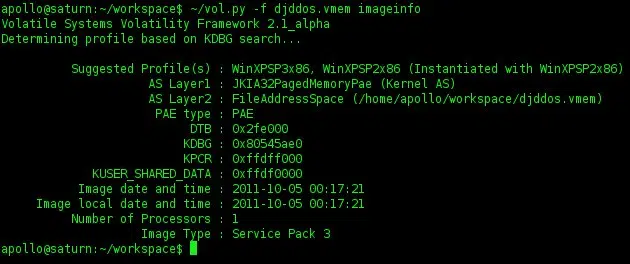 apollo@saturn:~/workspace$ ~/vol.py -f djddos.vmem imageinfo
Volatile Systems Volatility Framework 2.1_alpha
Determining profile based on KDBG search...
Suggested Profile(s) : WinXPSP3x86, WinXPSP2x86 (Instantiated with WinXPSP2x86)
AS Layer1 : JKIA32PagedMemoryPae (Kernel AS)
AS Layer2 : FileAddressSpace (/home/apollo/workspace/djddos.vmem)
PAE type : PAE
DTB : 0x2fe000
KDBG : 0x80545ae0
KPCR : 0xffdff000
KUSER_SHARED_DATA : 0xffdf0000
Image date and time : 2011-10-05 00:17:21
Image local date and time : 2011-10-05 00:17:21
Number of Processors : 1
Image Type : Service Pack 3
apollo@saturn:~/workspace$